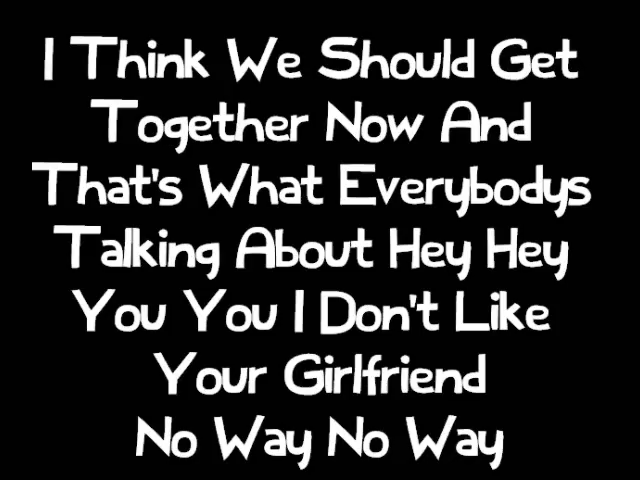 I Think We Should Get
Together Now And
That's What Everybodys
Talking About Hey Hey
You You I Don't Like
Your Girlfriend
No Way No Way